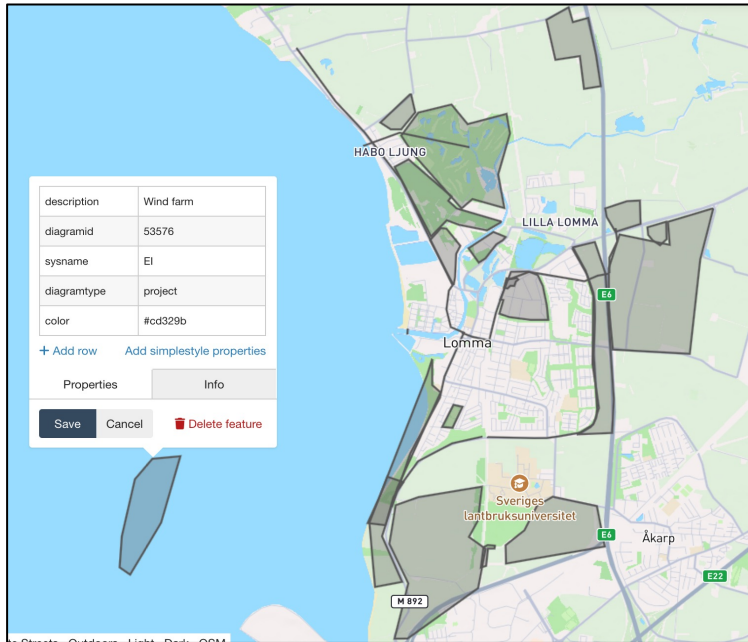 HABO LJUNG
LILLA LOMMA
E6
Lomma
Sveriges
lantbruksuniversitet
E6
Åkarp
E22
M 892
description Wind farm
diagramid 53576
sysname EI
diagramtype project
color #cd329b
+ Add row Add simplestyle properties
Properties Info
Save Cancel Delete feature
Streets Outdoors Light Dark OSM